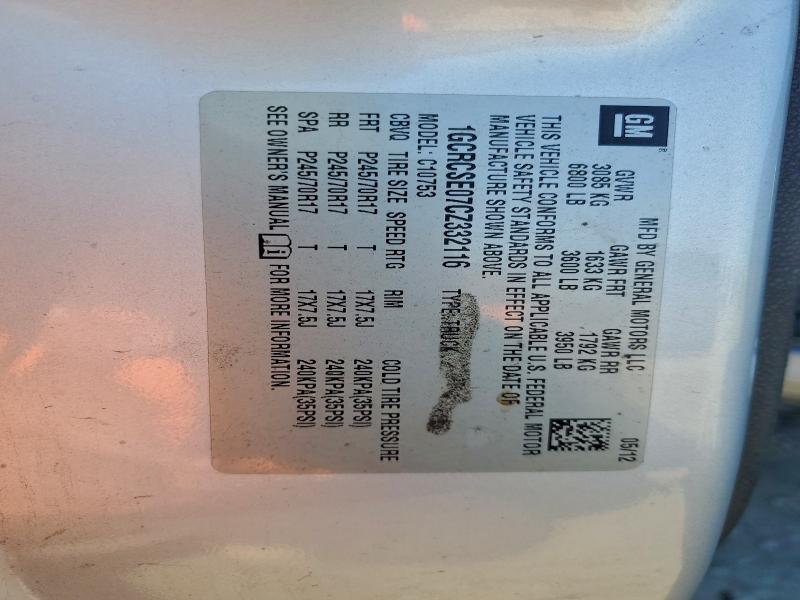 GM®
MFD BY GENERAL MOTORS LLC
05/12
GVWR GAWR FRT GAWR RR
3085 KG 1633 KG 1792 KG
6800 LB 3600 LB 3950 LB
THIS VEHICLE CONFORMS TO ALL APPLICABLE U.S. FEDERAL MOTOR
VEHICLE SAFETY STANDARDS IN EFFECT ON THE DATE OF
MANUFACTURE SHOWN ABOVE.
1GCRCSE07CZ332116 TYPE: TRUCK
MODEL: C10753
CBVQ TIRE SIZE SPEED RTG RIM COLD TIRE PRESSURE
FRT P245/70R17 T 17X7.5J 240KPA(35PSI)
RR P245/70R17 T 17X7.5J 240KPA(35PSI)
SPA P245/70R17 T 17X7.5J 240KPA(35PSI)
SEE OWNER'S MANUAL FOR MORE INFORMATION.